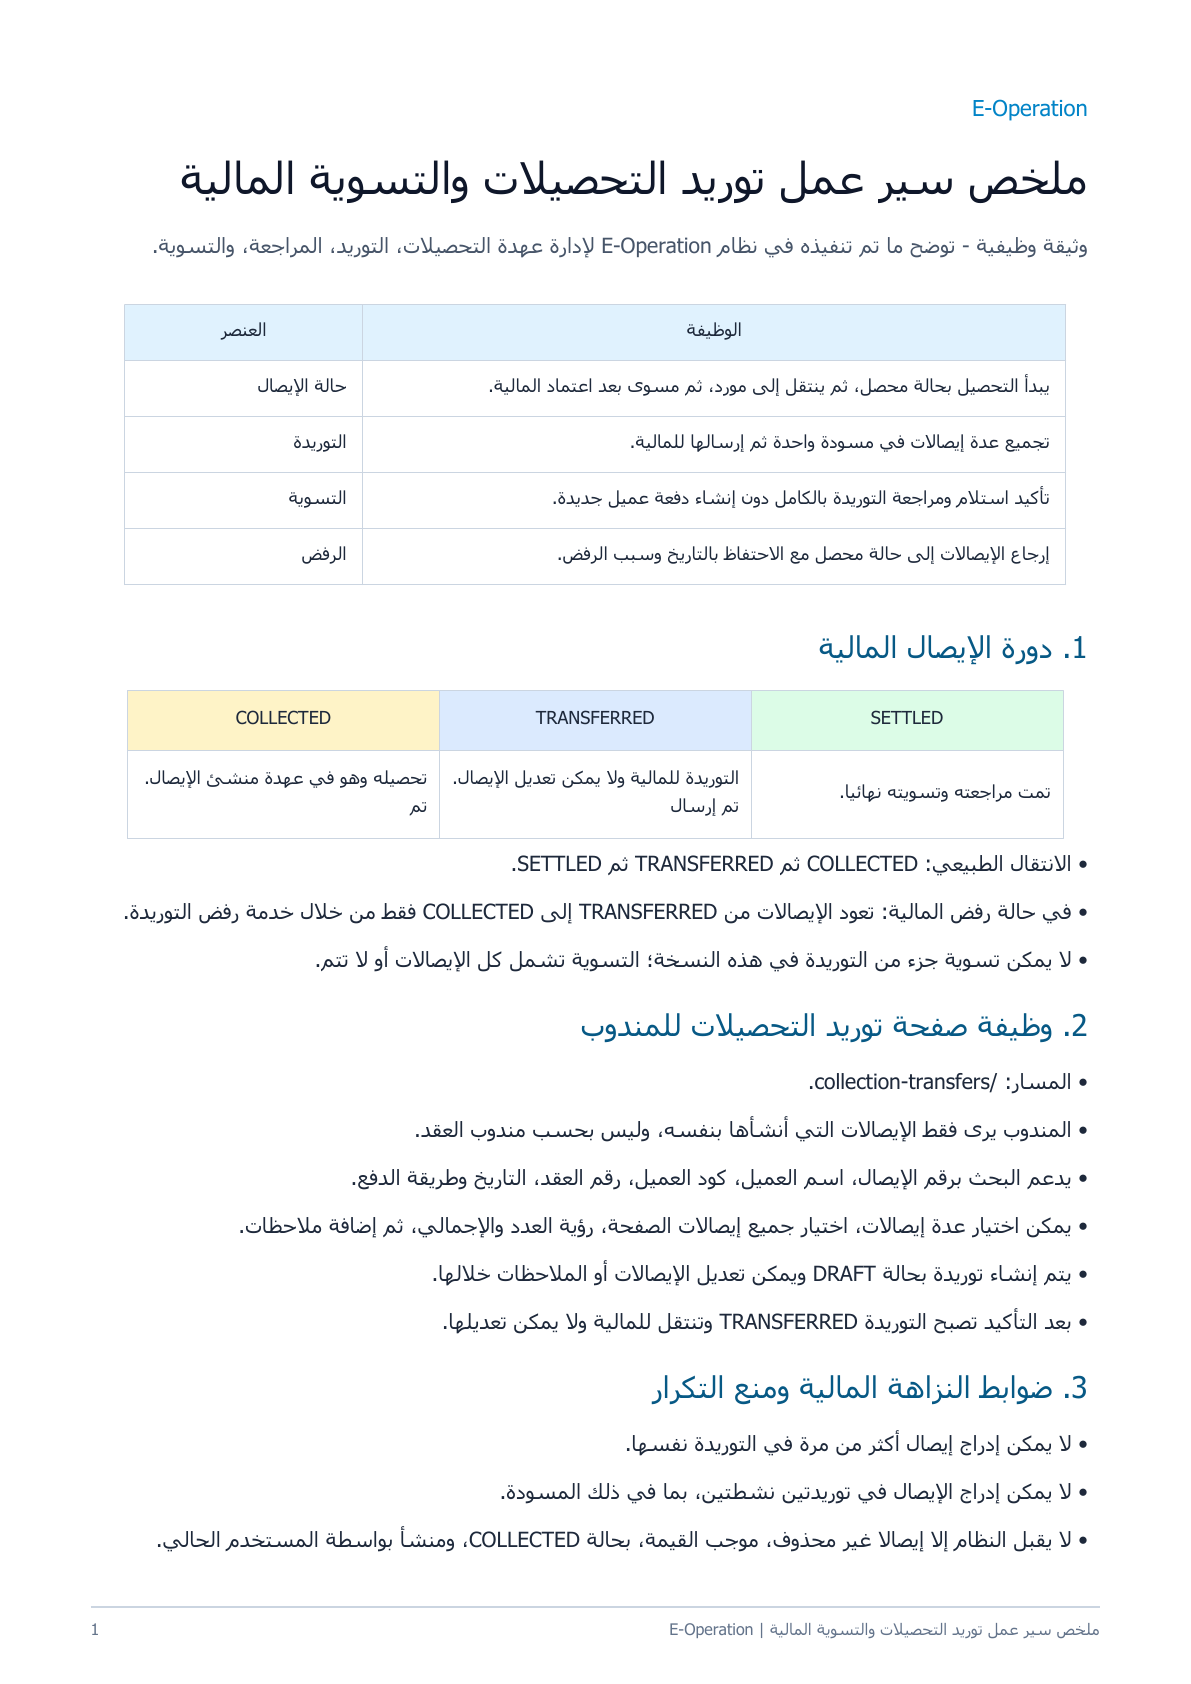 E-Operation
ملخص سير عمل توريد التحصيلات والتسوية المالية
وثيقة وظيفية - توضح ما تم تنفيذه في نظام E-Operation لإدارة عهدة التحصيلات، التوريد، المراجعة، والتسوية.
الوظيفة العنصر
يبدأ التحصيل بحالة محصل، ثم ينتقل إلى مورد، ثم مسوى بعد اعتماد المالية. حالة الإيصال
تجميع عدة إيصالات في مسودة واحدة ثم إرسالها للمالية. التوريدة
تأكيد استلام ومراجعة التوريدة بالكامل دون إنشاء دفعة عميل جديدة. التسوية
إرجاع الإيصالات إلى حالة محصل مع الاحتفاظ بالتاريخ وسبب الرفض. الرفض
1. دورة الإيصال المالية
SETTLED TRANSFERRED COLLECTED
تمت مراجعته وتسويته نهائيا.
التوريدة للمالية ولا يمكن تعديل الإيصال.
تم إرسال
تحصيله وهو في عهدة منشئ الإيصال.
تم
• الانتقال الطبيعي: COLLECTED ثم TRANSFERRED ثم SETTLED.
• في حالة رفض المالية: تعود الإيصالات من TRANSFERRED إلى COLLECTED فقط من خلال خدمة رفض التوريدة.
• لا يمكن تسوية جزء من التوريدة في هذه النسخة؛ التسوية تشمل كل الإيصالات أو لا تتم.
2. وظيفة صفحة توريد التحصيلات للمندوب
• المسار: /collection-transfers.
• المندوب يرى فقط الإيصالات التي أنشأها بنفسه، وليس بحسب مندوب العقد.
• يدعم البحث برقم الإيصال، اسم العميل، كود العميل، رقم العقد، التاريخ وطريقة الدفع.
• يمكن اختيار عدة إيصالات، اختيار جميع إيصالات الصفحة، رؤية العدد والإجمالي، ثم إضافة ملاحظات.
• يتم إنشاء توريدة بحالة DRAFT ويمكن تعديل الإيصالات أو الملاحظات خلالها.
• بعد التأكيد تصبح التوريدة TRANSFERRED وتنتقل للمالية ولا يمكن تعديلها.
3. ضوابط النزاهة المالية ومنع التكرار
• لا يمكن إدراج إيصال أكثر من مرة في التوريدة نفسها.
• لا يمكن إدراج الإيصال في توريدتين نشطتين، بما في ذلك المسودة.
• لا يقبل النظام إلا إيصالا غير محذوف، موجب القيمة، بحالة COLLECTED، ومنشأ بواسطة المستخدم الحالي.
ملخص سير عمل توريد التحصيلات والتسوية المالية | E-Operation 1